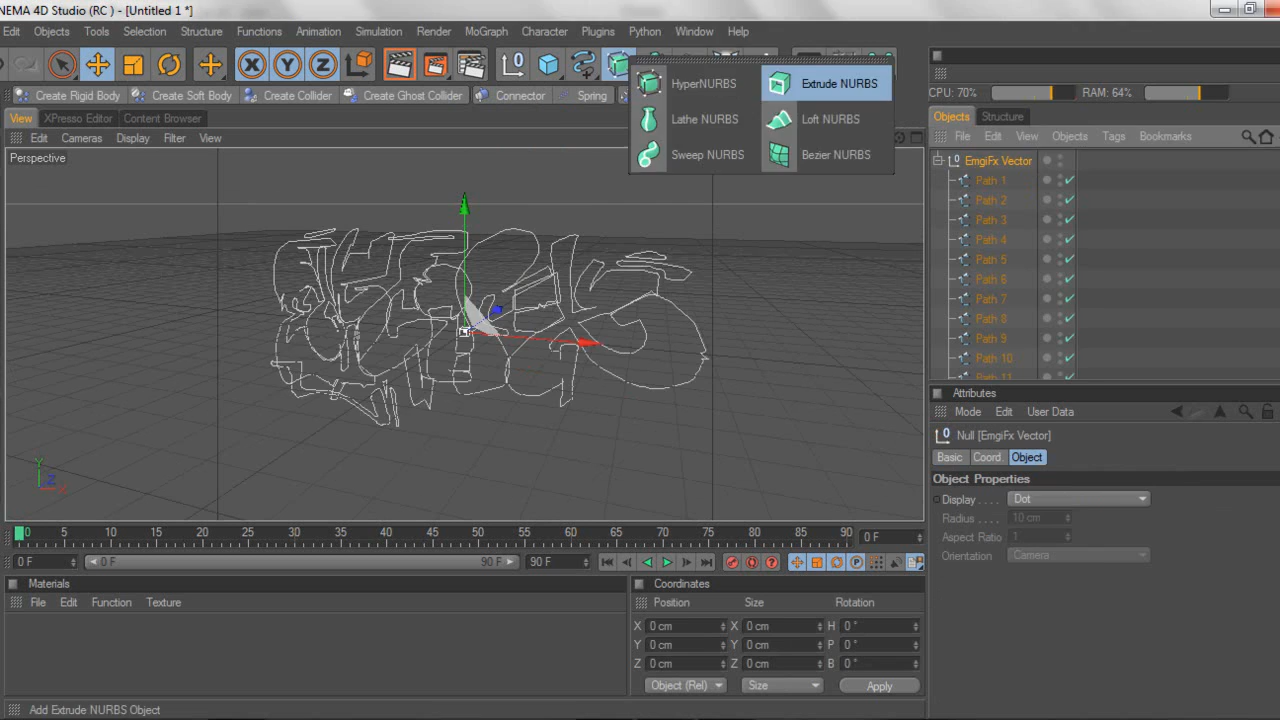 NEMA 4D Studio (RC ) - [Untitled 1 *]
Edit Objects Tools Selection Structure Functions Animation Simulation Render MoGraph Character Plugins Python Window Help
X Y Z 0
HyperNURBS Extrude NURBS
Lathe NURBS Loft NURBS
Sweep NURBS Bezier NURBS
Create Rigid Body Create Soft Body Create Collider Create Ghost Collider Connector Spring
CPU: 70% RAM: 64%
View XPresso Editor Content Browser
Edit Cameras Display Filter View
Perspective
Y
Z
Objects Structure
File Edit View Objects Tags Bookmarks
0 EmgiFx Vector
Path 1
Path 2
Path 3
Path 4
Path 5
Path 6
Path 7
Path 8
Path 9
Path 10
Path 11
Attributes
Mode Edit User Data
0 Null [EmgiFx Vector]
Basic Coord. Object
Object Properties
Display . . . . Dot
Radius . . . . 10 cm
Aspect Ratio 1
Orientation Camera
0 5 10 15 20 25 30 35 40 45 50 55 60 65 70 75 80 85 90 0 F
0 F 0 F 90 F 90 F
Materials
File Edit Function Texture
Coordinates
Position Size Rotation
X 0 cm X 0 cm H 0 °
Y 0 cm Y 0 cm P 0 °
Z 0 cm Z 0 cm B 0 °
Object (Rel) Size Apply
Add Extrude NURBS Object